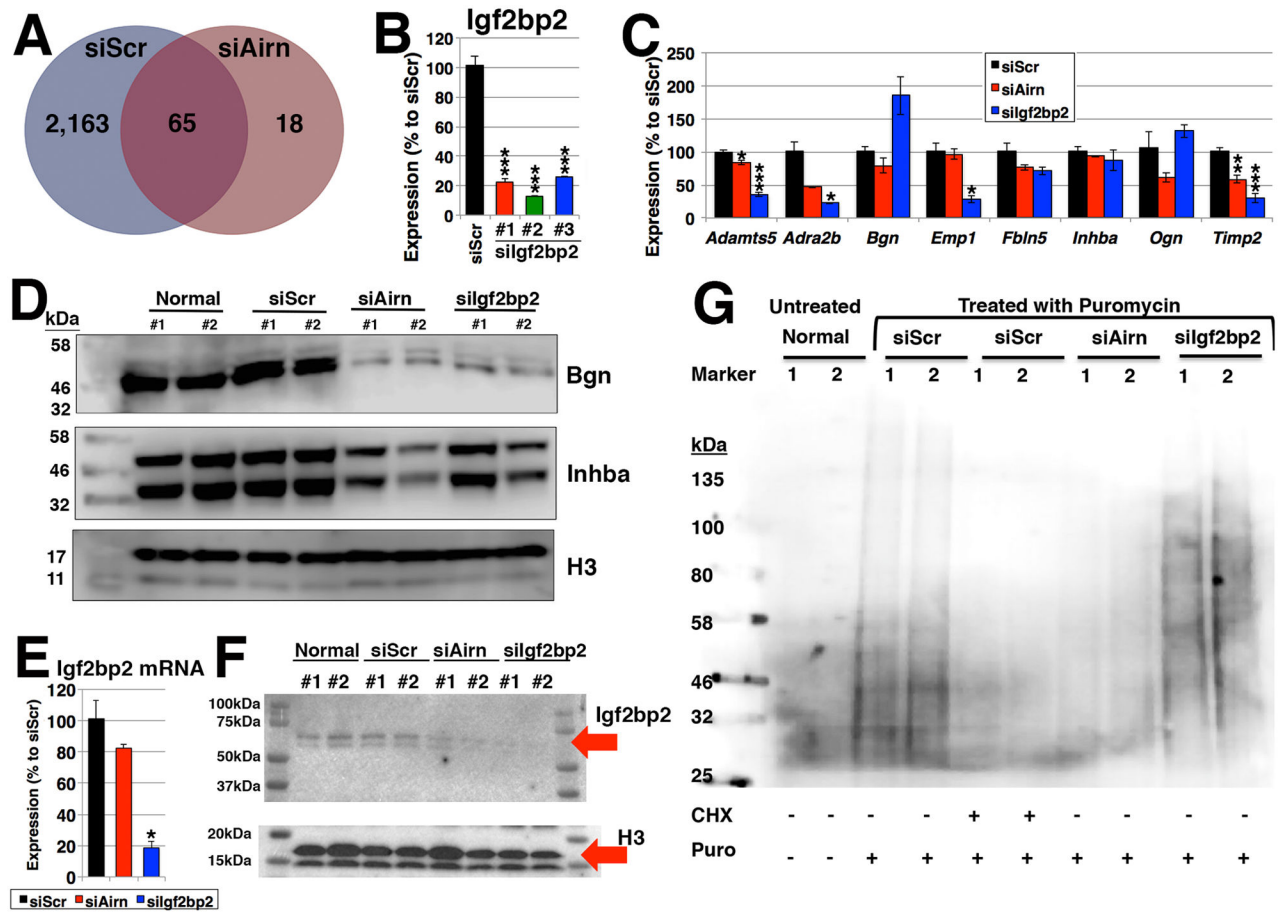 A
siScr
siAirn
2,163
65
18
B
Igf2bp2
Expression (% to siScr)
120
100
80
60
40
20
0
***
***
***
siScr
#1 #2 #3
siIgf2bp2
C
Expression (% to siScr)
250
200
150
100
50
0
siScr
siAirn
siIgf2bp2
*
***
*
*
**
***
Adamts5 Adra2b Bgn Emp1 Fbln5 Inhba Ogn Timp2
D
Normal siScr siAirn siIgf2bp2
kDa
#1 #2 #1 #2 #1 #2 #1 #2
58
46
32
Bgn
58
46
32
Inhba
17
11
H3
E
Igf2bp2 mRNA
Expression (% to siScr)
120
100
80
60
40
20
0
*
siScr siAirn siIgf2bp2
F
Normal siScr siAirn siIgf2bp2
#1 #2 #1 #2 #1 #2 #1 #2
100kDa
75kDa
50kDa
37kDa
Igf2bp2
20kDa
15kDa
H3
G
Untreated Treated with Puromycin
Normal siScr siScr siAirn siIgf2bp2
Marker 1 2 1 2 1 2 1 2 1 2
kDa
135
100
80
58
46
32
25
CHX - - - - + + - - - -
Puro - - + + + + + + + +